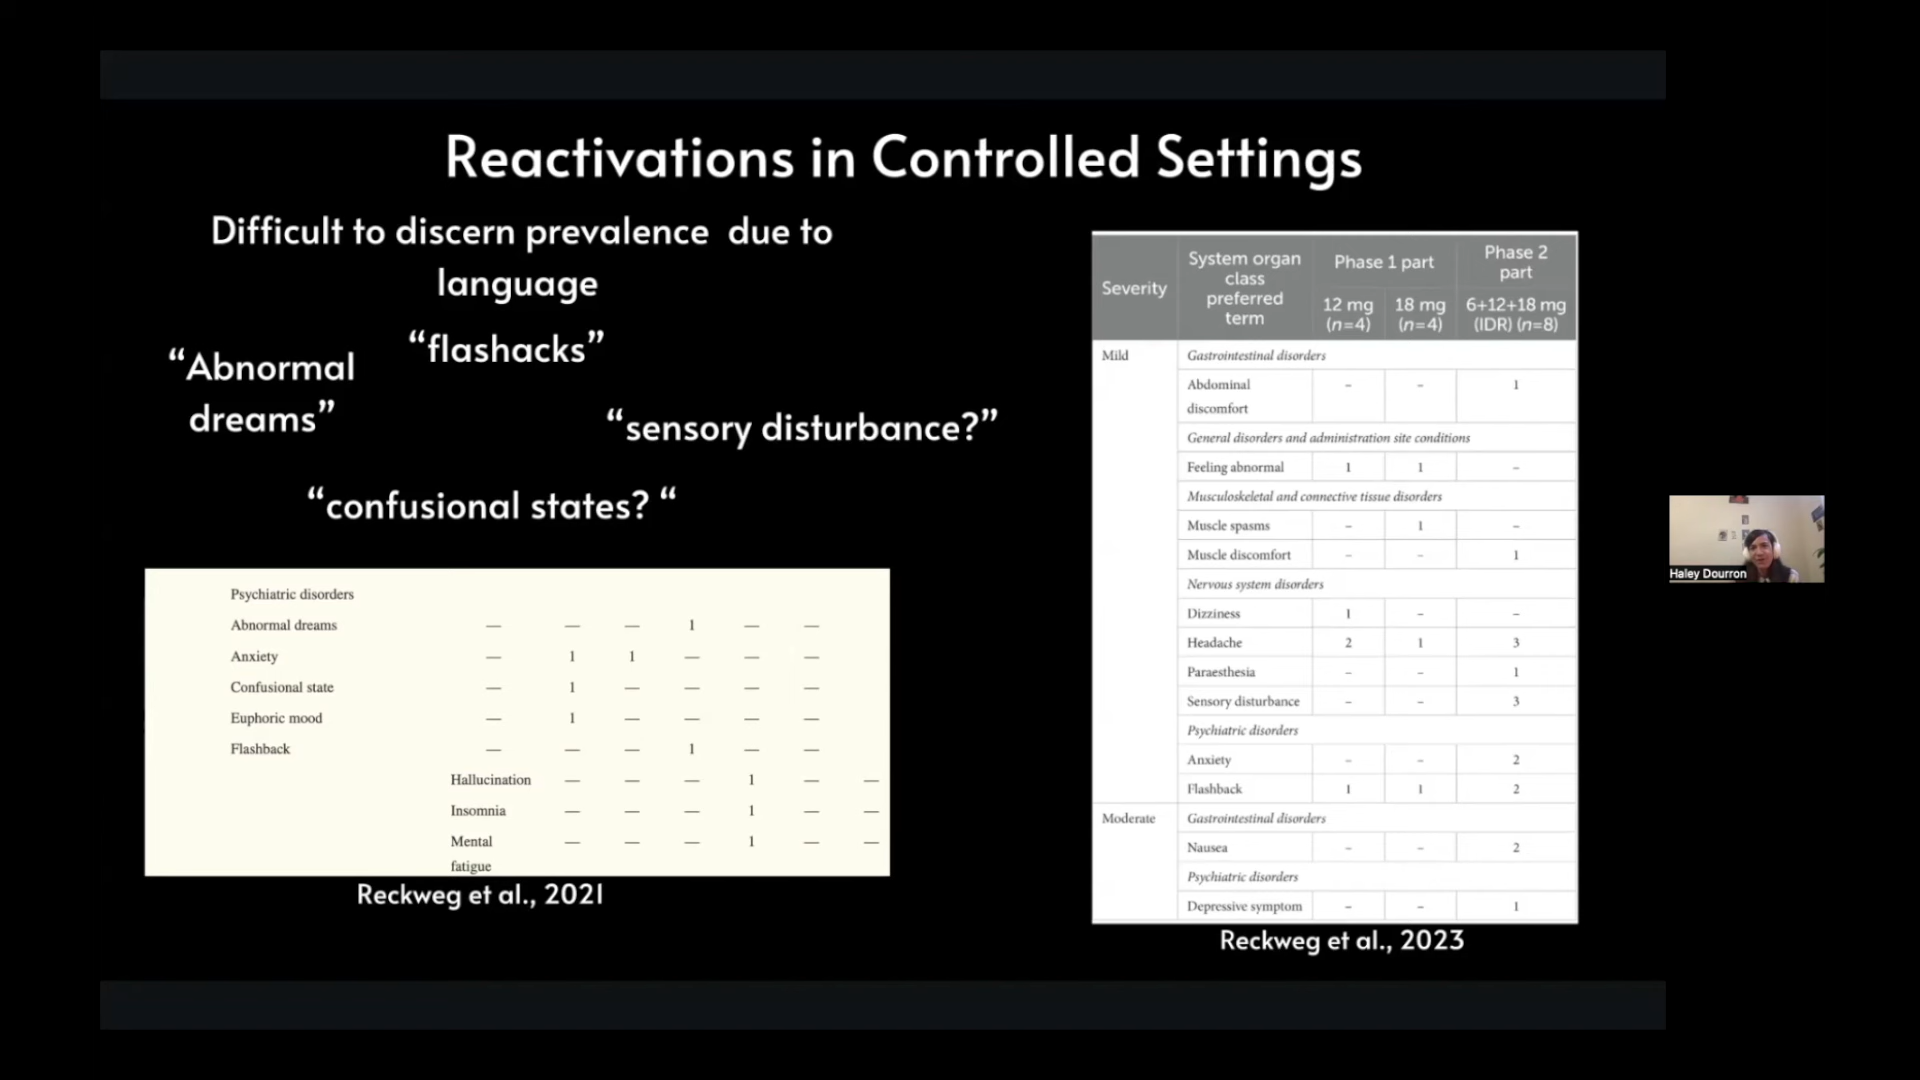 Reactivations in Controlled Settings
Difficult to discern prevalence due to
language
“flashacks”
“Abnormal
dreams”
“sensory disturbance?”
“confusional states? “
Psychiatric disorders
Abnormal dreams — — — 1 — —
Anxiety — 1 1 — — —
Confusional state — 1 — — — —
Euphoric mood — 1 — — — —
Flashback — — — 1 — —
Hallucination — — — 1 — —
Insomnia — — — 1 — —
Mental — — — 1 — —
fatigue
Reckweg et al., 2021
Severity
System organ
class
preferred
term
Phase 1 part
Phase 2
part
12 mg
(n=4)
18 mg
(n=4)
6+12+18 mg
(IDR) (n=8)
Mild Gastrointestinal disorders
Abdominal – – 1
discomfort
General disorders and administration site conditions
Feeling abnormal 1 1 –
Musculoskeletal and connective tissue disorders
Muscle spasms – 1 –
Muscle discomfort – – 1
Nervous system disorders
Dizziness 1 – –
Headache 2 1 3
Paraesthesia – – 1
Sensory disturbance – – 3
Psychiatric disorders
Anxiety – – 2
Flashback 1 1 2
Moderate Gastrointestinal disorders
Nausea – – 2
Psychiatric disorders
Depressive symptom – – 1
Reckweg et al., 2023
Haley Dourron